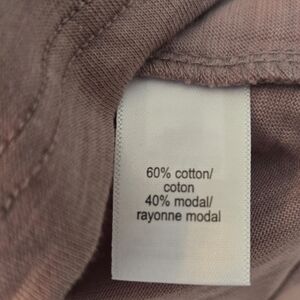 60% cotton/
coton
40% modal/
rayonne modal